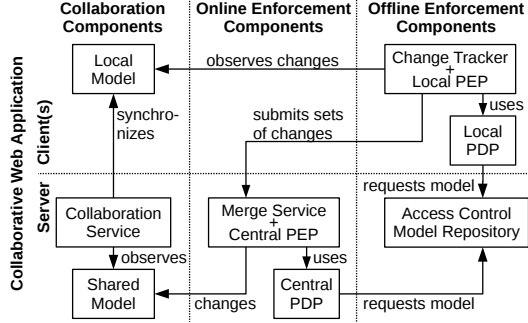 Collaboration
Components
Online Enforcement
Components
Offline Enforcement
Components
Collaborative Web Application
Client(s)
Server
Local
Model
observes changes
Change Tracker
+
Local PEP
synchro-
nizes
submits sets
of changes
uses
Local
PDP
requests model
Collaboration
Service
Merge Service
+
Central PEP
Access Control
Model Repository
observes
uses
Shared
Model
changes
Central
PDP
requests model